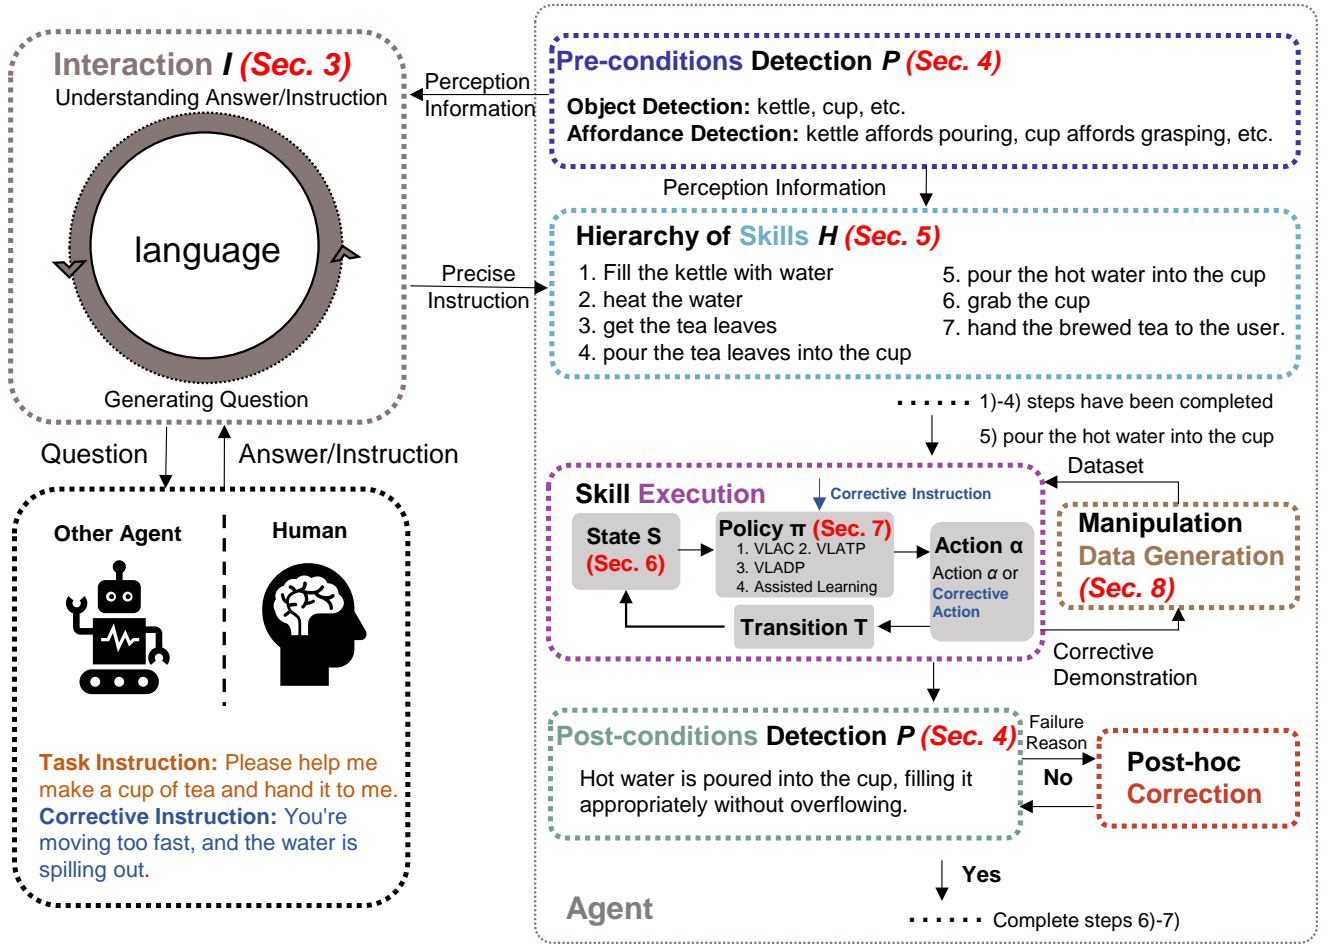 Interaction I (Sec. 3)
Understanding Answer/Instruction
language
Generating Question
Perception
Information
Precise
Instruction
Question
Answer/Instruction
Other Agent
Human
Task Instruction: Please help me
make a cup of tea and hand it to me.
Corrective Instruction: You're
moving too fast, and the water is
spilling out.
Pre-conditions Detection P (Sec. 4)
Object Detection: kettle, cup, etc.
Affordance Detection: kettle affords pouring, cup affords grasping, etc.
Perception Information
Hierarchy of Skills H (Sec. 5)
1. Fill the kettle with water
2. heat the water
3. get the tea leaves
4. pour the tea leaves into the cup
5. pour the hot water into the cup
6. grab the cup
7. hand the brewed tea to the user.
...... 1)-4) steps have been completed
5) pour the hot water into the cup
Skill Execution
Corrective Instruction
State S
(Sec. 6)
Policy π (Sec. 7)
1. VLAC 2. VLATP
3. VLADP
4. Assisted Learning
Action α
Action α or
Corrective
Action
Transition T
Dataset
Manipulation
Data Generation
(Sec. 8)
Corrective
Demonstration
Post-conditions Detection P (Sec. 4)
Hot water is poured into the cup, filling it
appropriately without overflowing.
Failure
Reason
No
Post-hoc
Correction
Yes
...... Complete steps 6)-7)
Agent